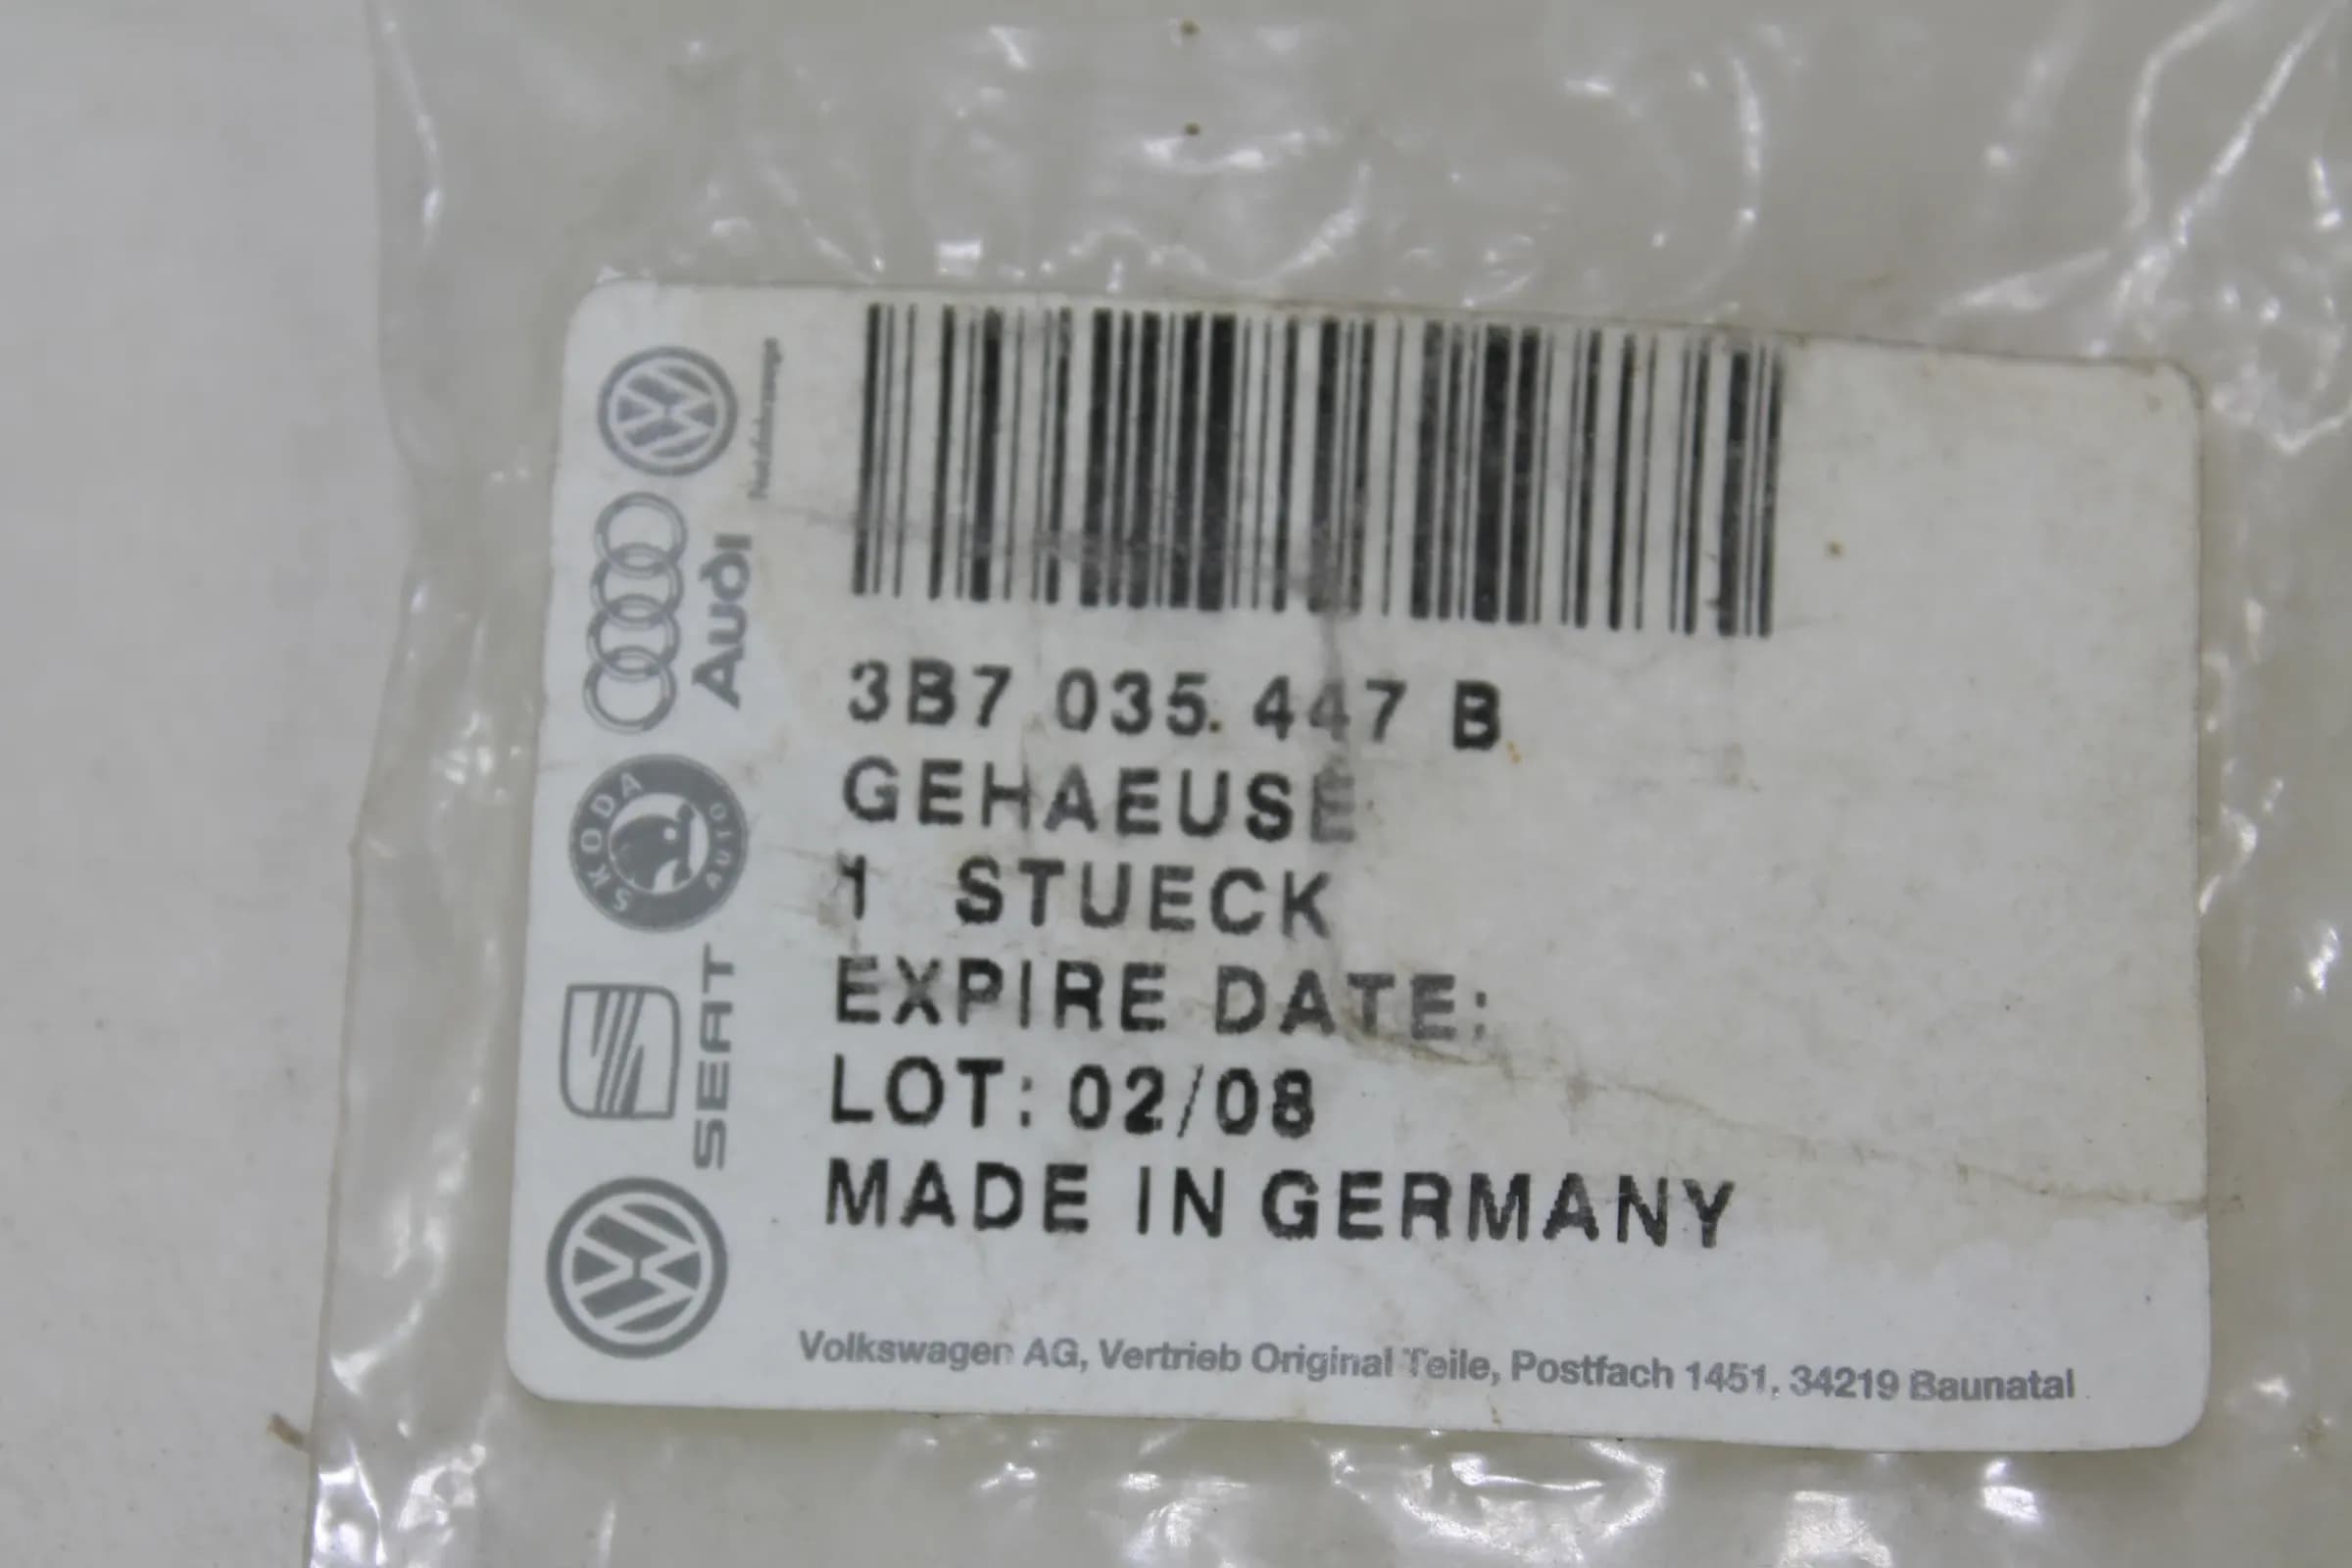 3B7 035. 447 B
GEHAEUSE
1 STUECK
EXPIRE DATE:
LOT: 02/08
MADE IN GERMANY
Volkswagen AG, Vertrieb Original Teile, Postfach 1451, 34219 Baunatal
Nutzfahrzeuge
Audi
SKODA AUTO
SEAT